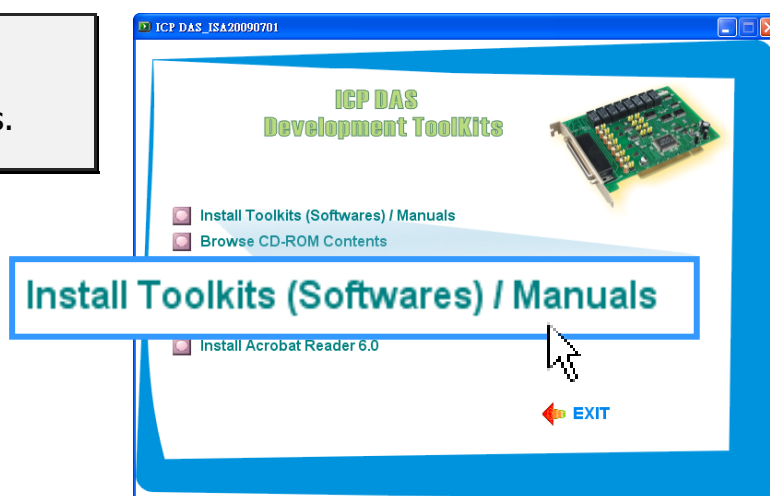 ICP DAS_ISA20090701
s.
ICP DAS
Development ToolKits
Install Toolkits (Softwares) / Manuals
Browse CD-ROM Contents
Install Toolkits (Softwares) / Manuals
Install Acrobat Reader 6.0
EXIT